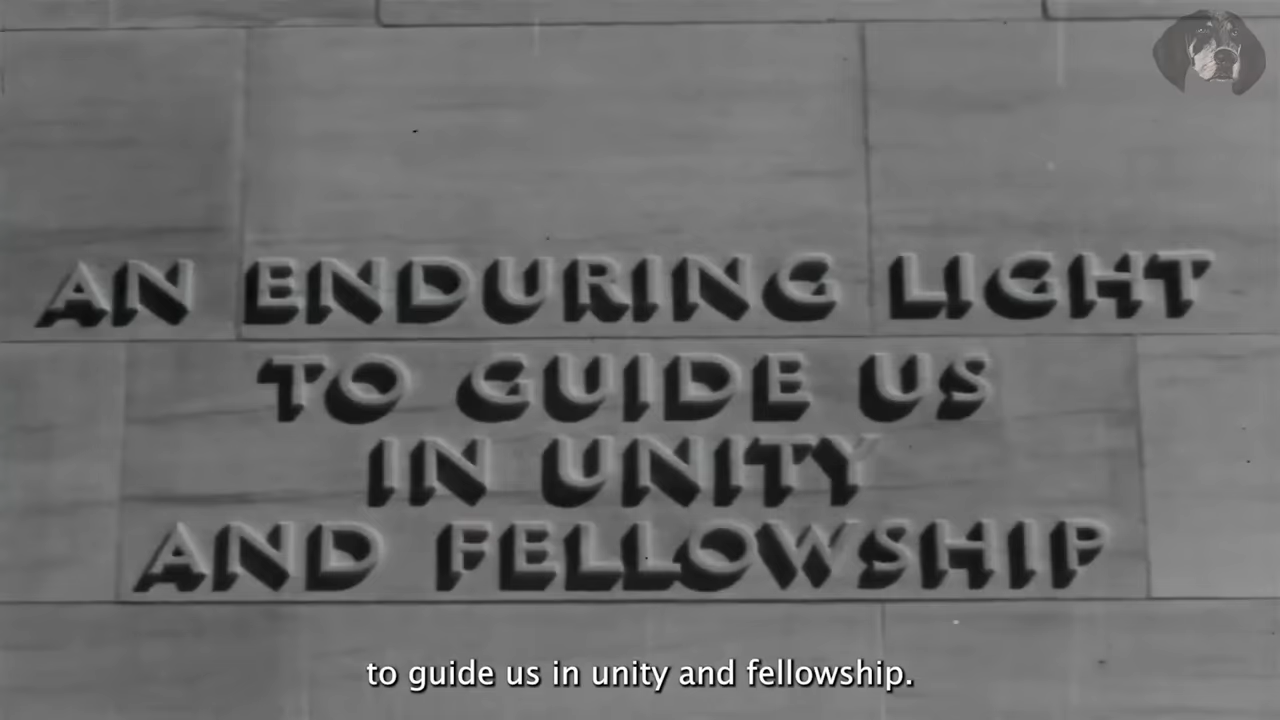 AN ENDURING LIGHT
TO GUIDE US
IN UNITY
AND FELLOWSHIP
to guide us in unity and fellowship.